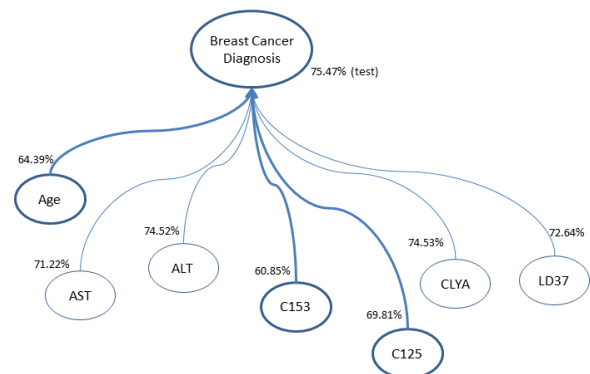 Breast Cancer
Diagnosis
75.47% (test)
64.39%
Age
71.22%
AST
74.52%
ALT
60.85%
C153
69.81%
C125
74.53%
CLYA
72.64%
LD37